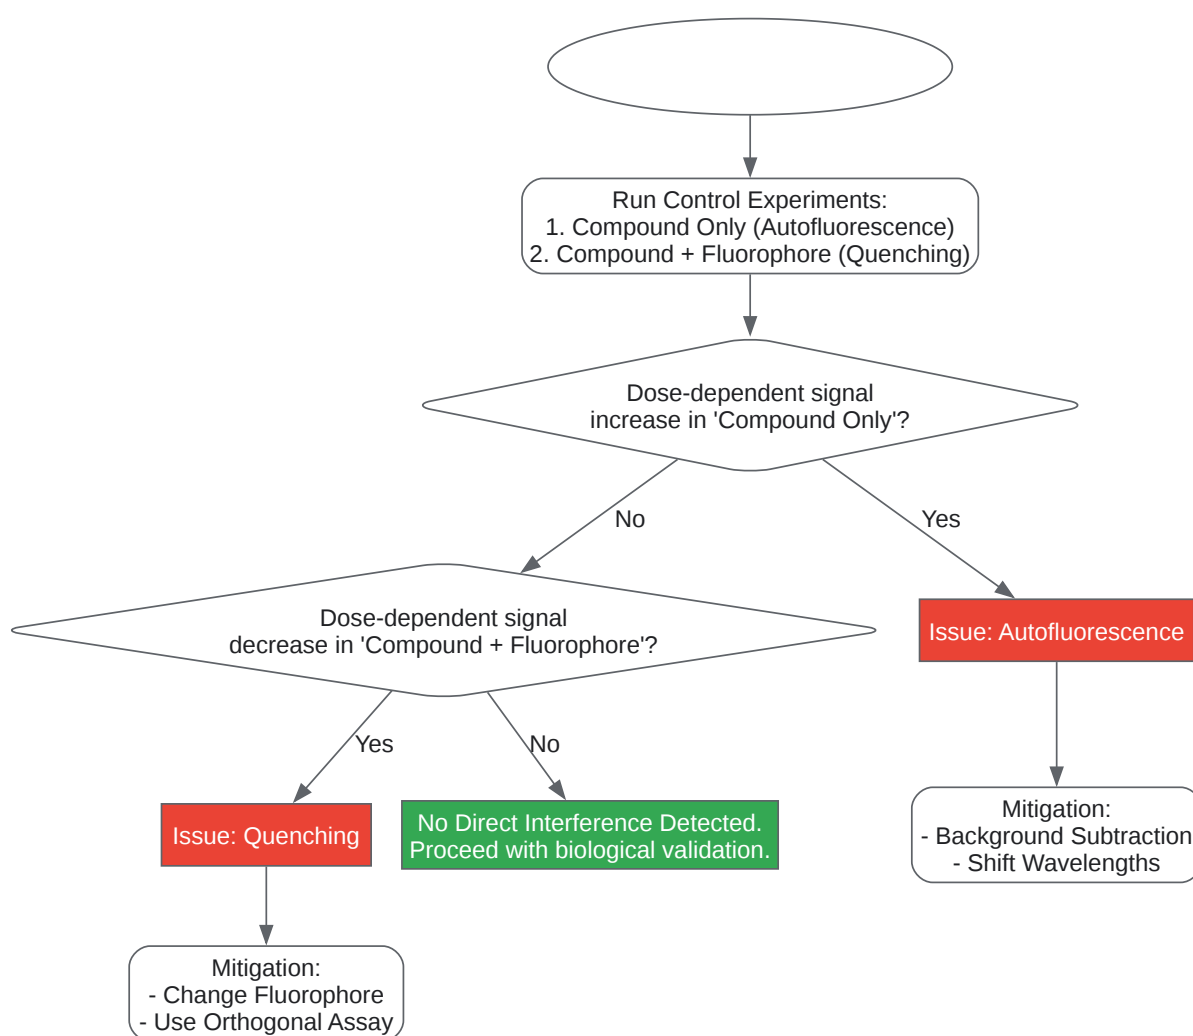 Run Control Experiments:
1. Compound Only (Autofluorescence)
2. Compound + Fluorophore (Quenching)
Dose-dependent signal
increase in 'Compound Only'?
No
Yes
Dose-dependent signal
decrease in 'Compound + Fluorophore'?
Issue: Autofluorescence
Yes
No
Issue: Quenching
No Direct Interference Detected.
Proceed with biological validation.
Mitigation:
- Background Subtraction
- Shift Wavelengths
Mitigation:
- Change Fluorophore
- Use Orthogonal Assay